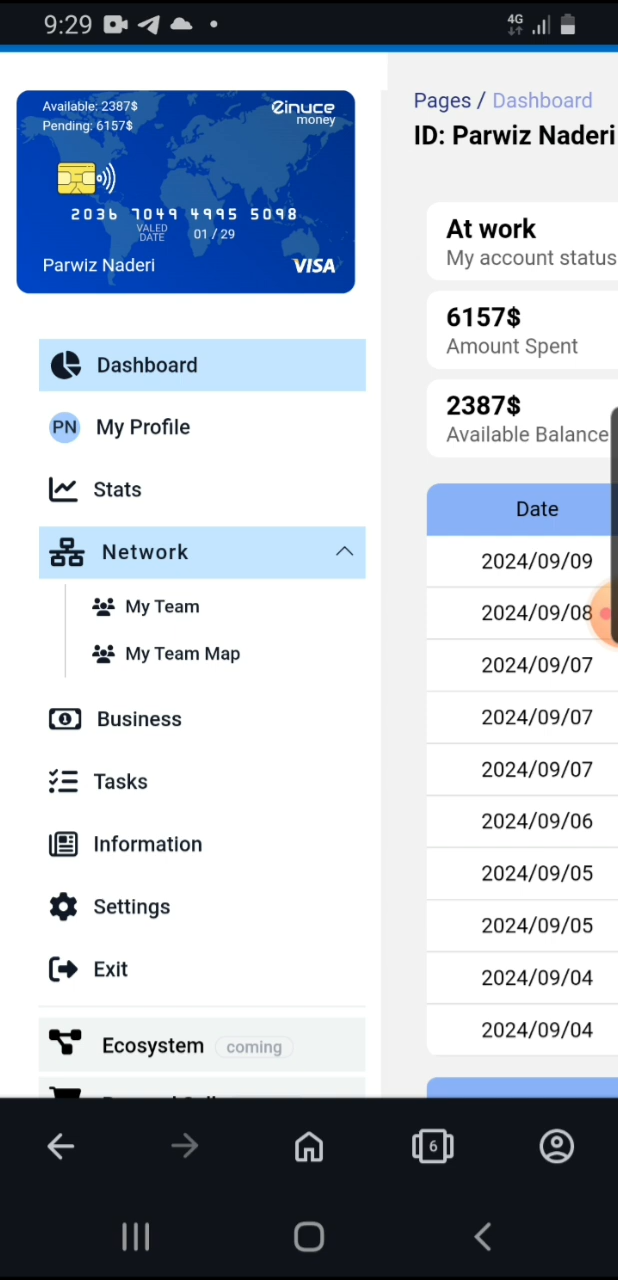 9:29
4G
Available: 2387$
Pending: 6157$
einuce
money
2036 7049 4995 5098
VALED
DATE
01 / 29
Parwiz Naderi
VISA
Dashboard
PN My Profile
Stats
Network
My Team
My Team Map
Business
Tasks
Information
Settings
Exit
Ecosystem coming
Pages / Dashboard
ID: Parwiz Naderi
At work
My account status
6157$
Amount Spent
2387$
Available Balance
Date
2024/09/09
2024/09/08
2024/09/07
2024/09/07
2024/09/07
2024/09/06
2024/09/05
2024/09/05
2024/09/04
2024/09/04
6